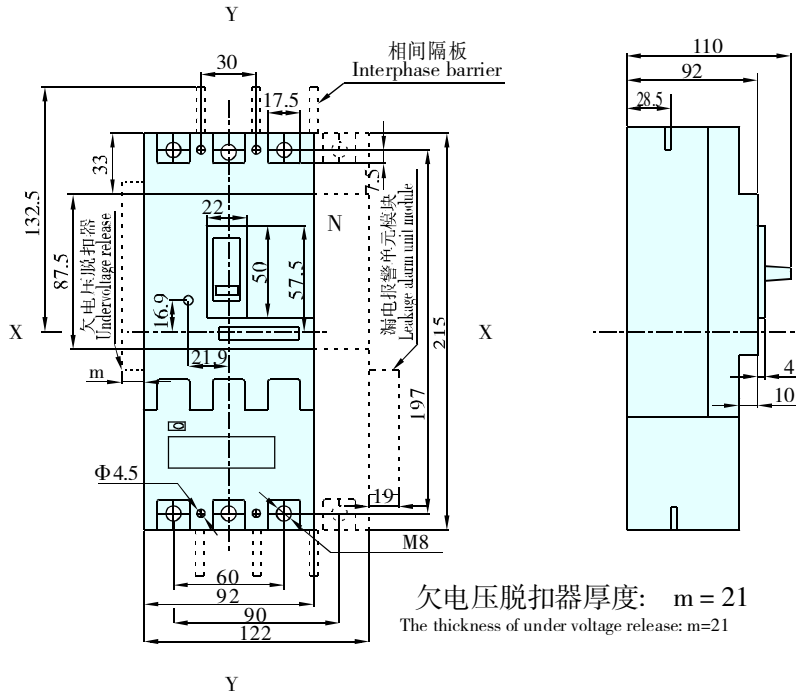 Y
相间隔板
Interphase barrier
30
17.5
33
7.5
132.5
87.5
欠电压脱扣器
Undervoltage release
22
N
50
57.5
漏电报警单元模块
Leakage alarm unit module
16.9
X
X
21.9
215
m
197
Φ4.5
19
M8
60
92
90
122
Y
110
92
28.5
4
10
欠电压脱扣器厚度: m = 21
The thickness of under voltage release: m=21